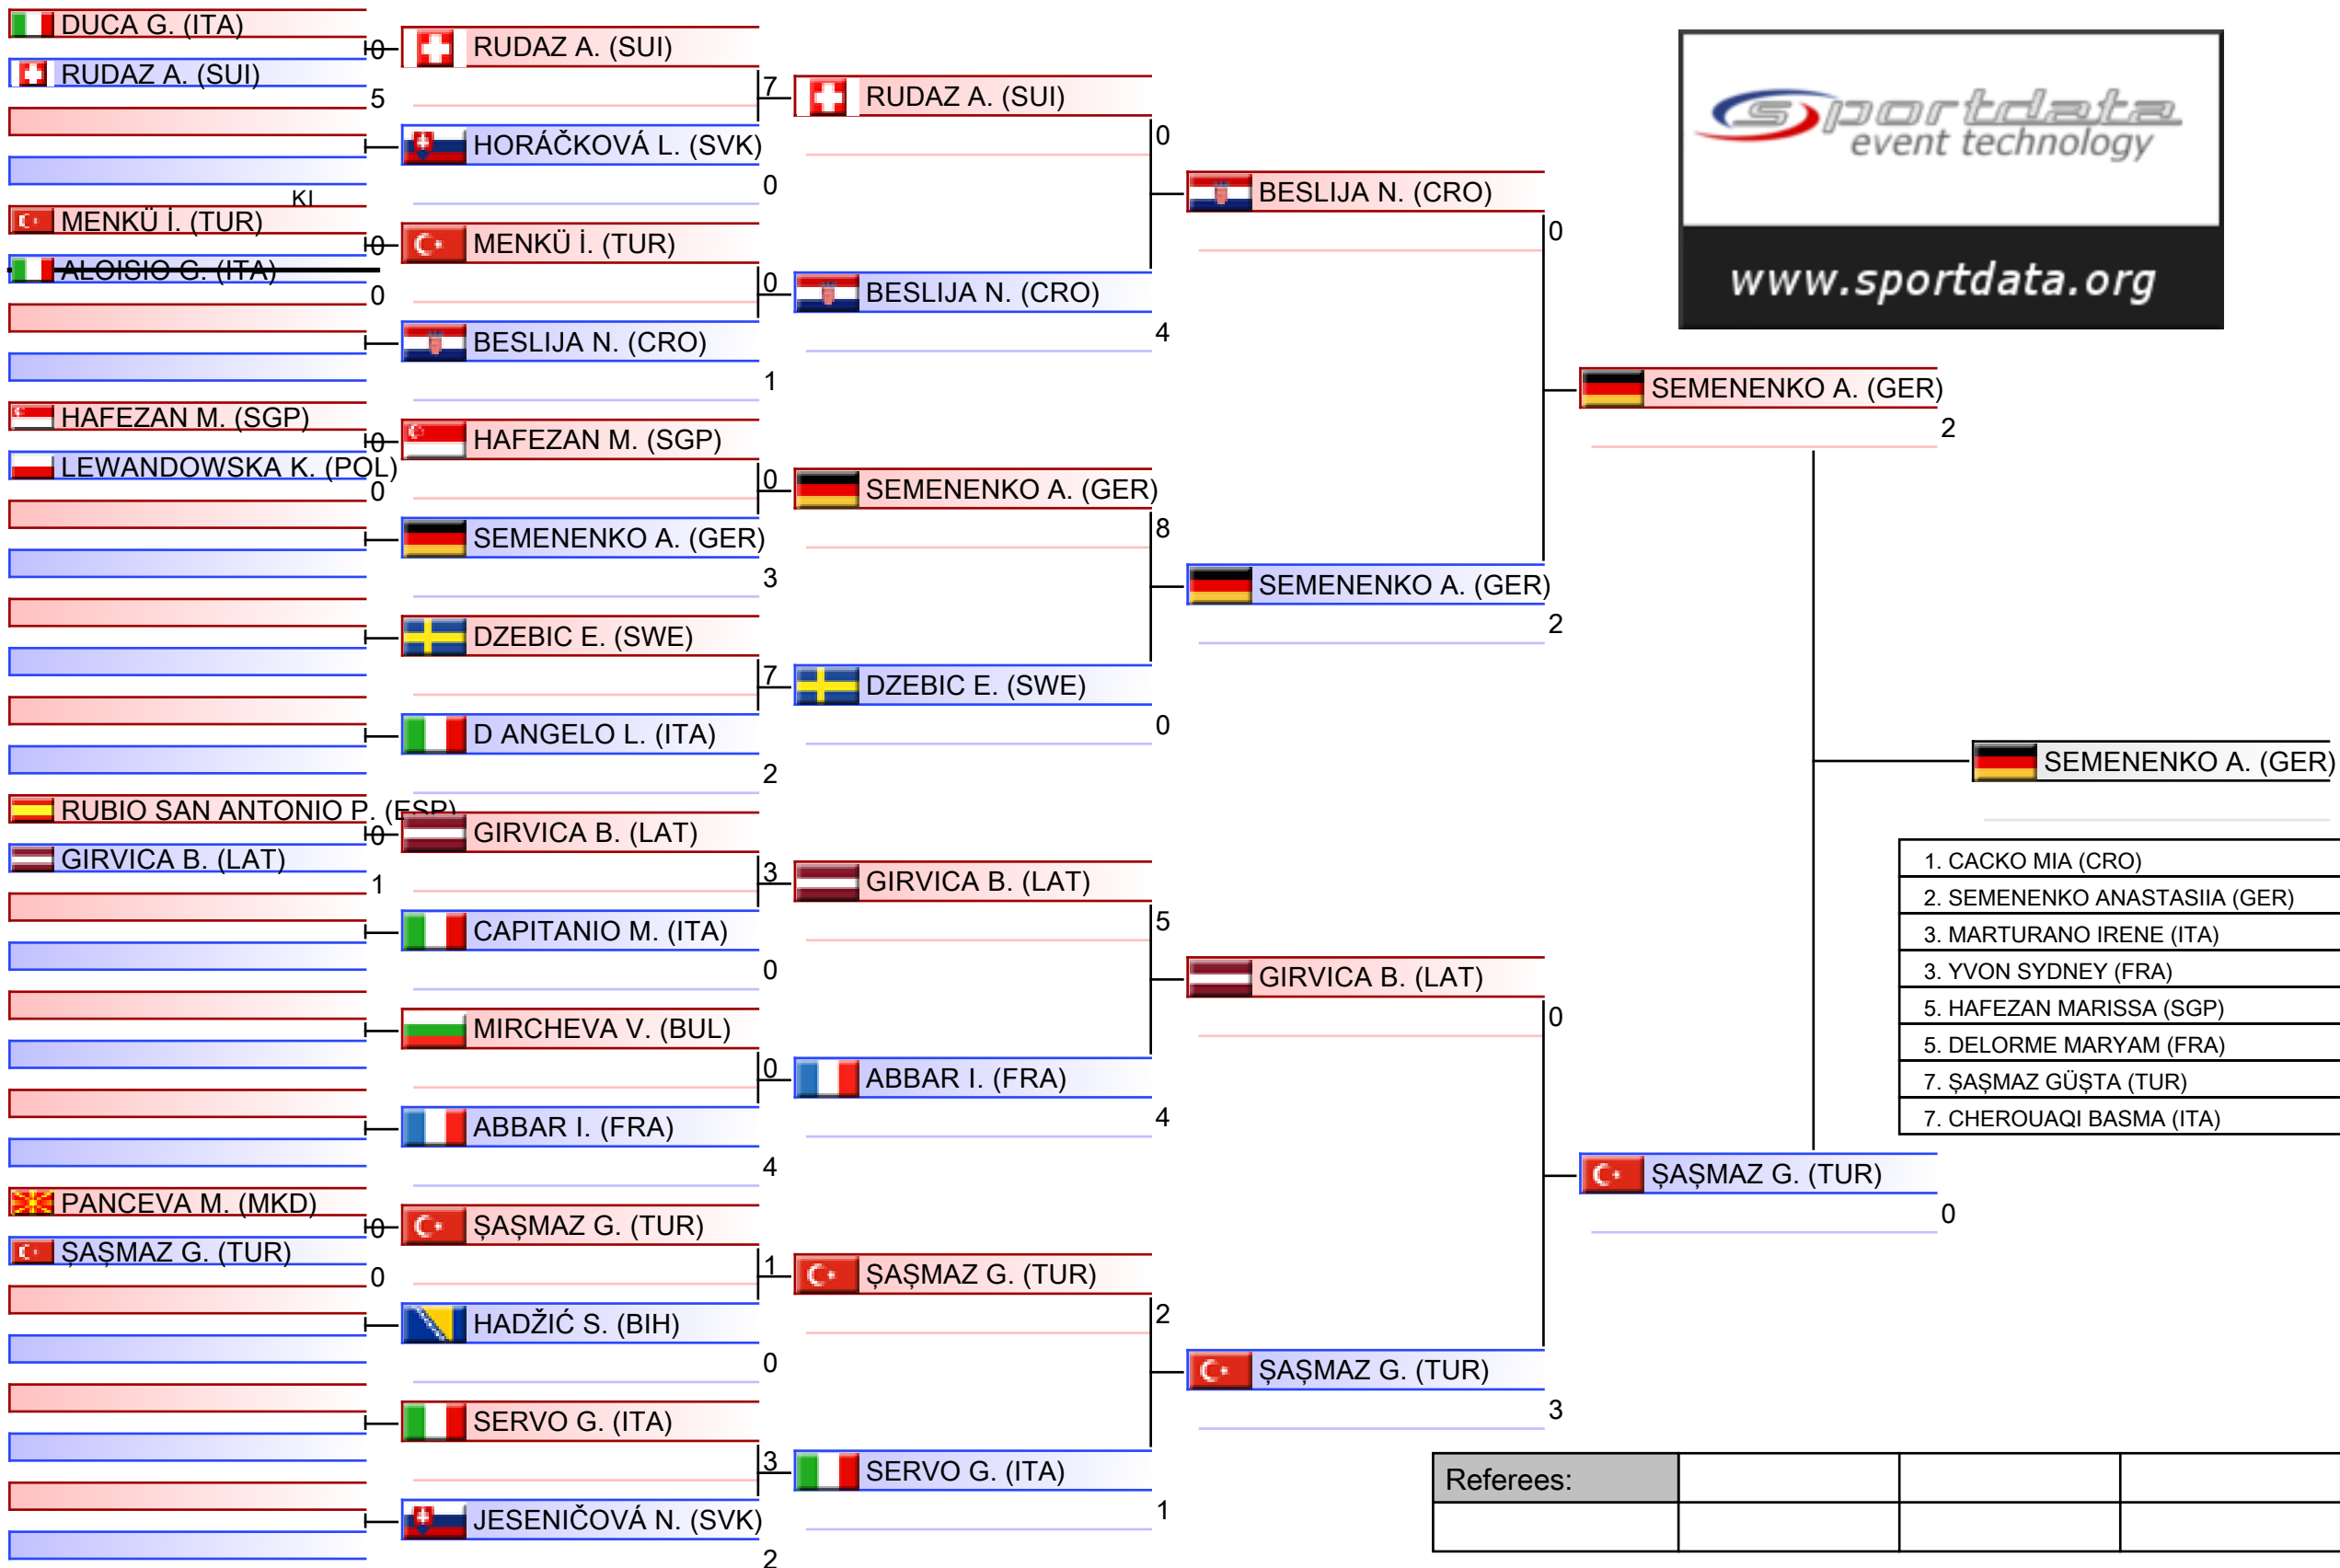 DUCA G. (ITA)
0
RUDAZ A. (SUI)
5
KI
MENKÜ İ. (TUR)
0
ALOISIO G. (ITA)
0
HAFEZAN M. (SGP)
0
LEWANDOWSKA K. (POL)
0
RUBIO SAN ANTONIO P. (ESP)
0
GIRVICA B. (LAT)
1
PANCEVA M. (MKD)
0
ŞAŞMAZ G. (TUR)
0
RUDAZ A. (SUI)
7
HORÁČKOVÁ L. (SVK)
0
MENKÜ İ. (TUR)
0
BESLIJA N. (CRO)
1
HAFEZAN M. (SGP)
0
SEMENENKO A. (GER)
3
DZEBIC E. (SWE)
7
D ANGELO L. (ITA)
2
GIRVICA B. (LAT)
3
CAPITANIO M. (ITA)
0
MIRCHEVA V. (BUL)
0
ABBAR I. (FRA)
4
ŞAŞMAZ G. (TUR)
1
HADŽIĆ S. (BIH)
0
SERVO G. (ITA)
3
JESENIČOVÁ N. (SVK)
2
RUDAZ A. (SUI)
0
BESLIJA N. (CRO)
4
SEMENENKO A. (GER)
8
DZEBIC E. (SWE)
0
GIRVICA B. (LAT)
5
ABBAR I. (FRA)
4
ŞAŞMAZ G. (TUR)
2
SERVO G. (ITA)
1
BESLIJA N. (CRO)
0
SEMENENKO A. (GER)
2
GIRVICA B. (LAT)
0
ŞAŞMAZ G. (TUR)
3
SEMENENKO A. (GER)
2
ŞAŞMAZ G. (TUR)
0
SEMENENKO A. (GER)
sportdata
event technology
www.sportdata.org
1. CACKO MIA (CRO)
2. SEMENENKO ANASTASIIA (GER)
3. MARTURANO IRENE (ITA)
3. YVON SYDNEY (FRA)
5. HAFEZAN MARISSA (SGP)
5. DELORME MARYAM (FRA)
7. ŞAŞMAZ GÜŞTA (TUR)
7. CHEROUAQI BASMA (ITA)
Referees: